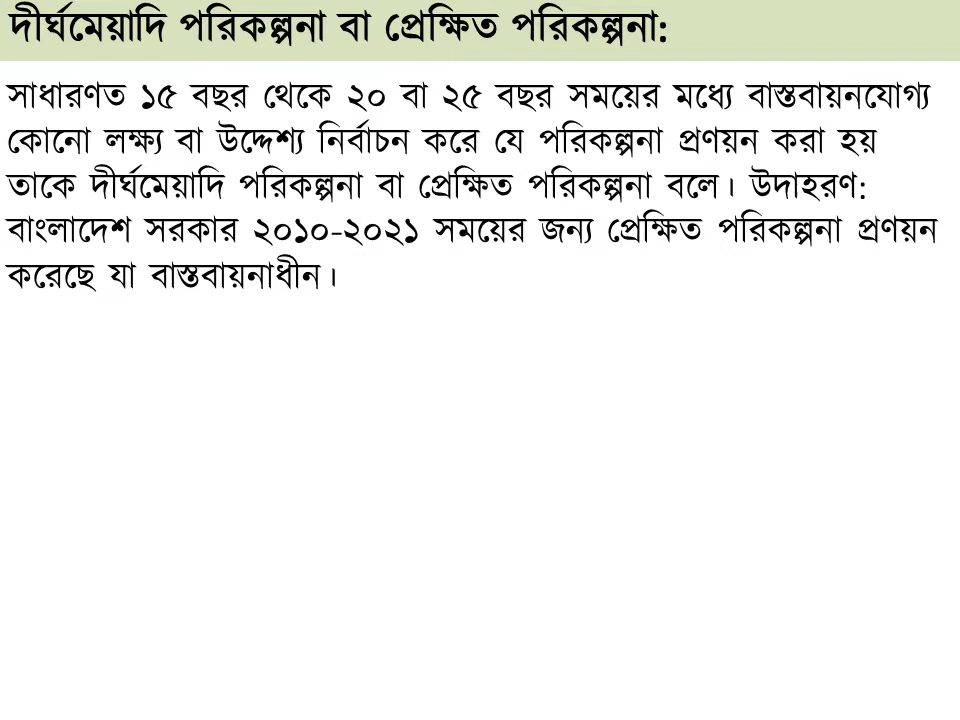 দীর্ঘমেয়াদি পরিকল্পনা বা প্রেক্ষিত পরিকল্পনা:
সাধারণত ১৫ বছর থেকে ২০ বা ২৫ বছর সময়ের মধ্যে বাস্তবায়নযোগ্য
কোনো লক্ষ্য বা উদ্দেশ্য নির্বাচন করে যে পরিকল্পনা প্রণয়ন করা হয়
তাকে দীর্ঘমেয়াদি পরিকল্পনা বা প্রেক্ষিত পরিকল্পনা বলে। উদাহরণ:
বাংলাদেশ সরকার ২০১০-২০২১ সময়ের জন্য প্রেক্ষিত পরিকল্পনা প্রণয়ন
করেছে যা বাস্তবায়নাধীন।